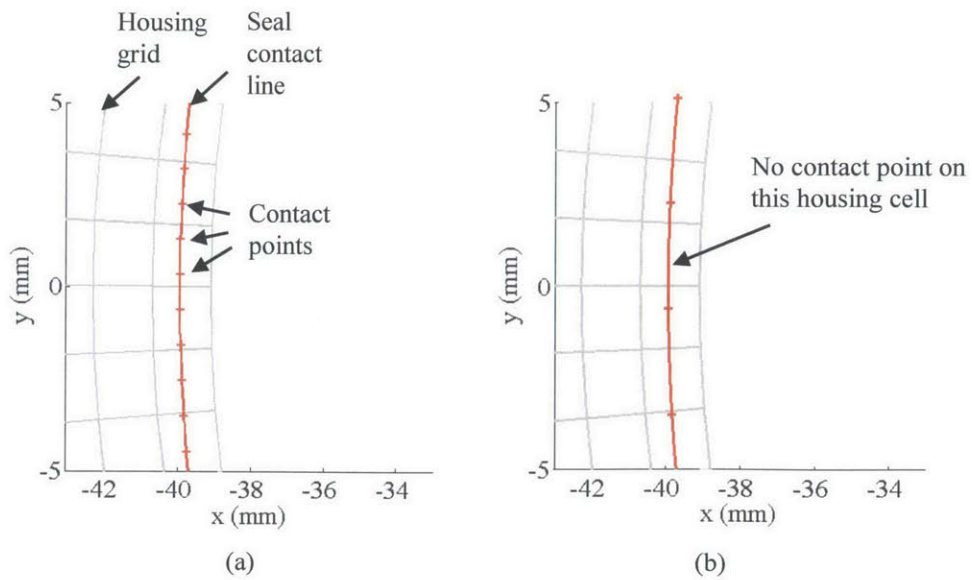 Housing
grid
Seal
contact
line
5
Contact
points
0
y (mm)
-5
-42
-40
-38
-36
-34
x (mm)
(a)
5
No contact point on
this housing cell
0
y (mm)
-5
-42
-40
-38
-36
-34
x (mm)
(b)